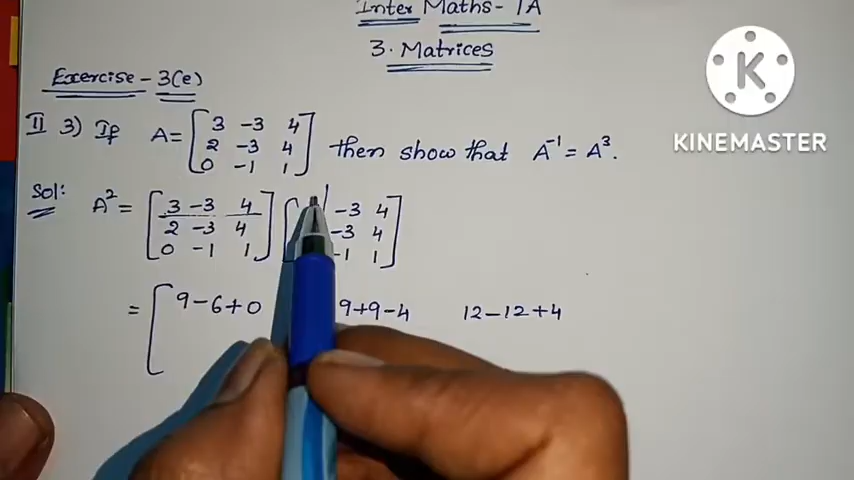 Inter Maths - IA
3. Matrices
Exercise - 3(e)
II 3) If A = [3 -3 4
2 -3 4
0 -1 1] then show that A⁻¹ = A³.
Sol: A² = [3 -3 4
2 -3 4
0 -1 1] [ -3 4
-3 4
-1 1]
= [9-6+0 9+9-4 12-12+4
KINEMASTER